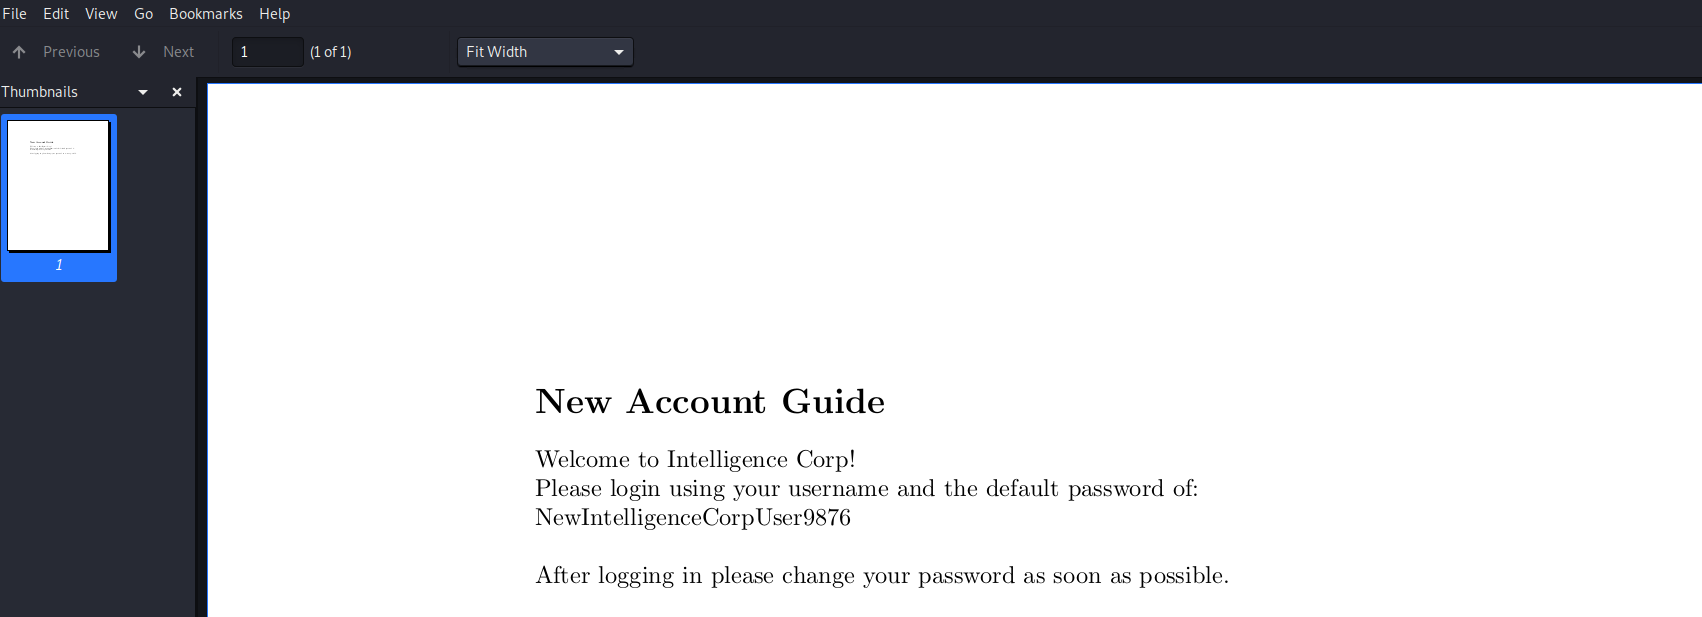 File Edit View Go Bookmarks Help
Previous Next 1 (1 of 1) Fit Width
Thumbnails
1
New Account Guide
Welcome to Intelligence Corp!
Please login using your username and the default password of:
NewIntelligenceCorpUser9876
After logging in please change your password as soon as possible.